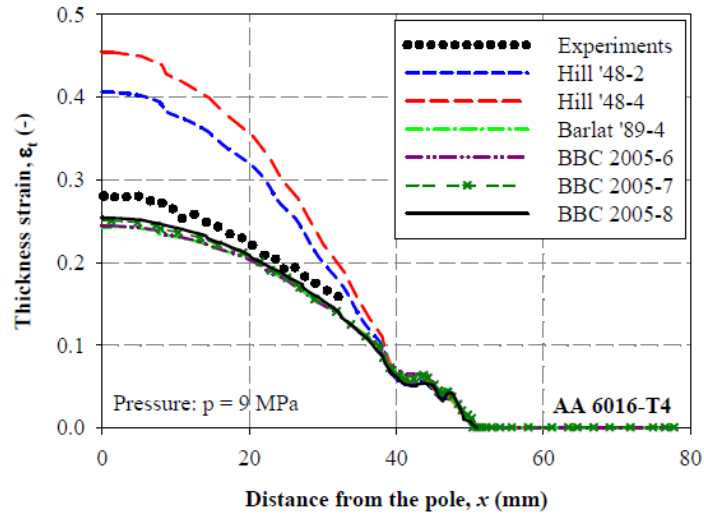 0.5
0.4
0.3
0.2
0.1
0.0
Thickness strain, εt (-)
Experiments
Hill '48-2
Hill '48-4
Barlat '89-4
BBC 2005-6
BBC 2005-7
BBC 2005-8
Pressure: p = 9 MPa
AA 6016-T4
0 20 40 60 80
Distance from the pole, x (mm)